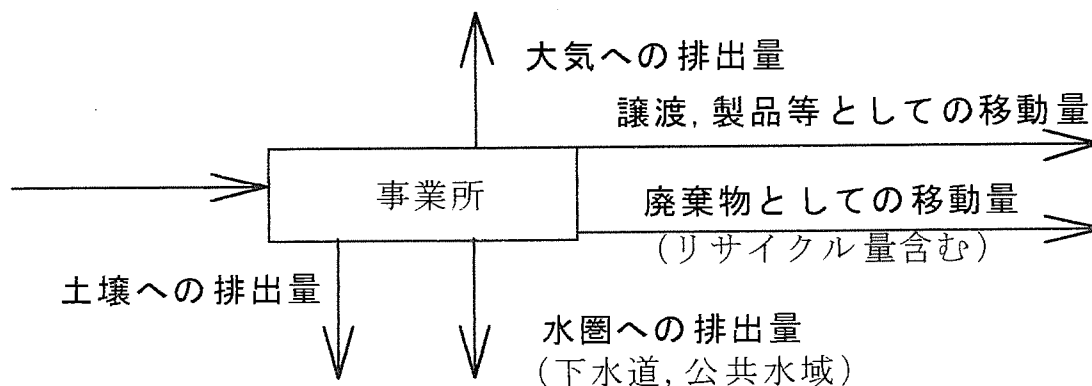 大気への排出量
譲渡,製品等としての移動量
事業所
廃棄物としての移動量
(リサイクル量含む)
土壌への排出量
水圏への排出量
(下水道,公共水域)